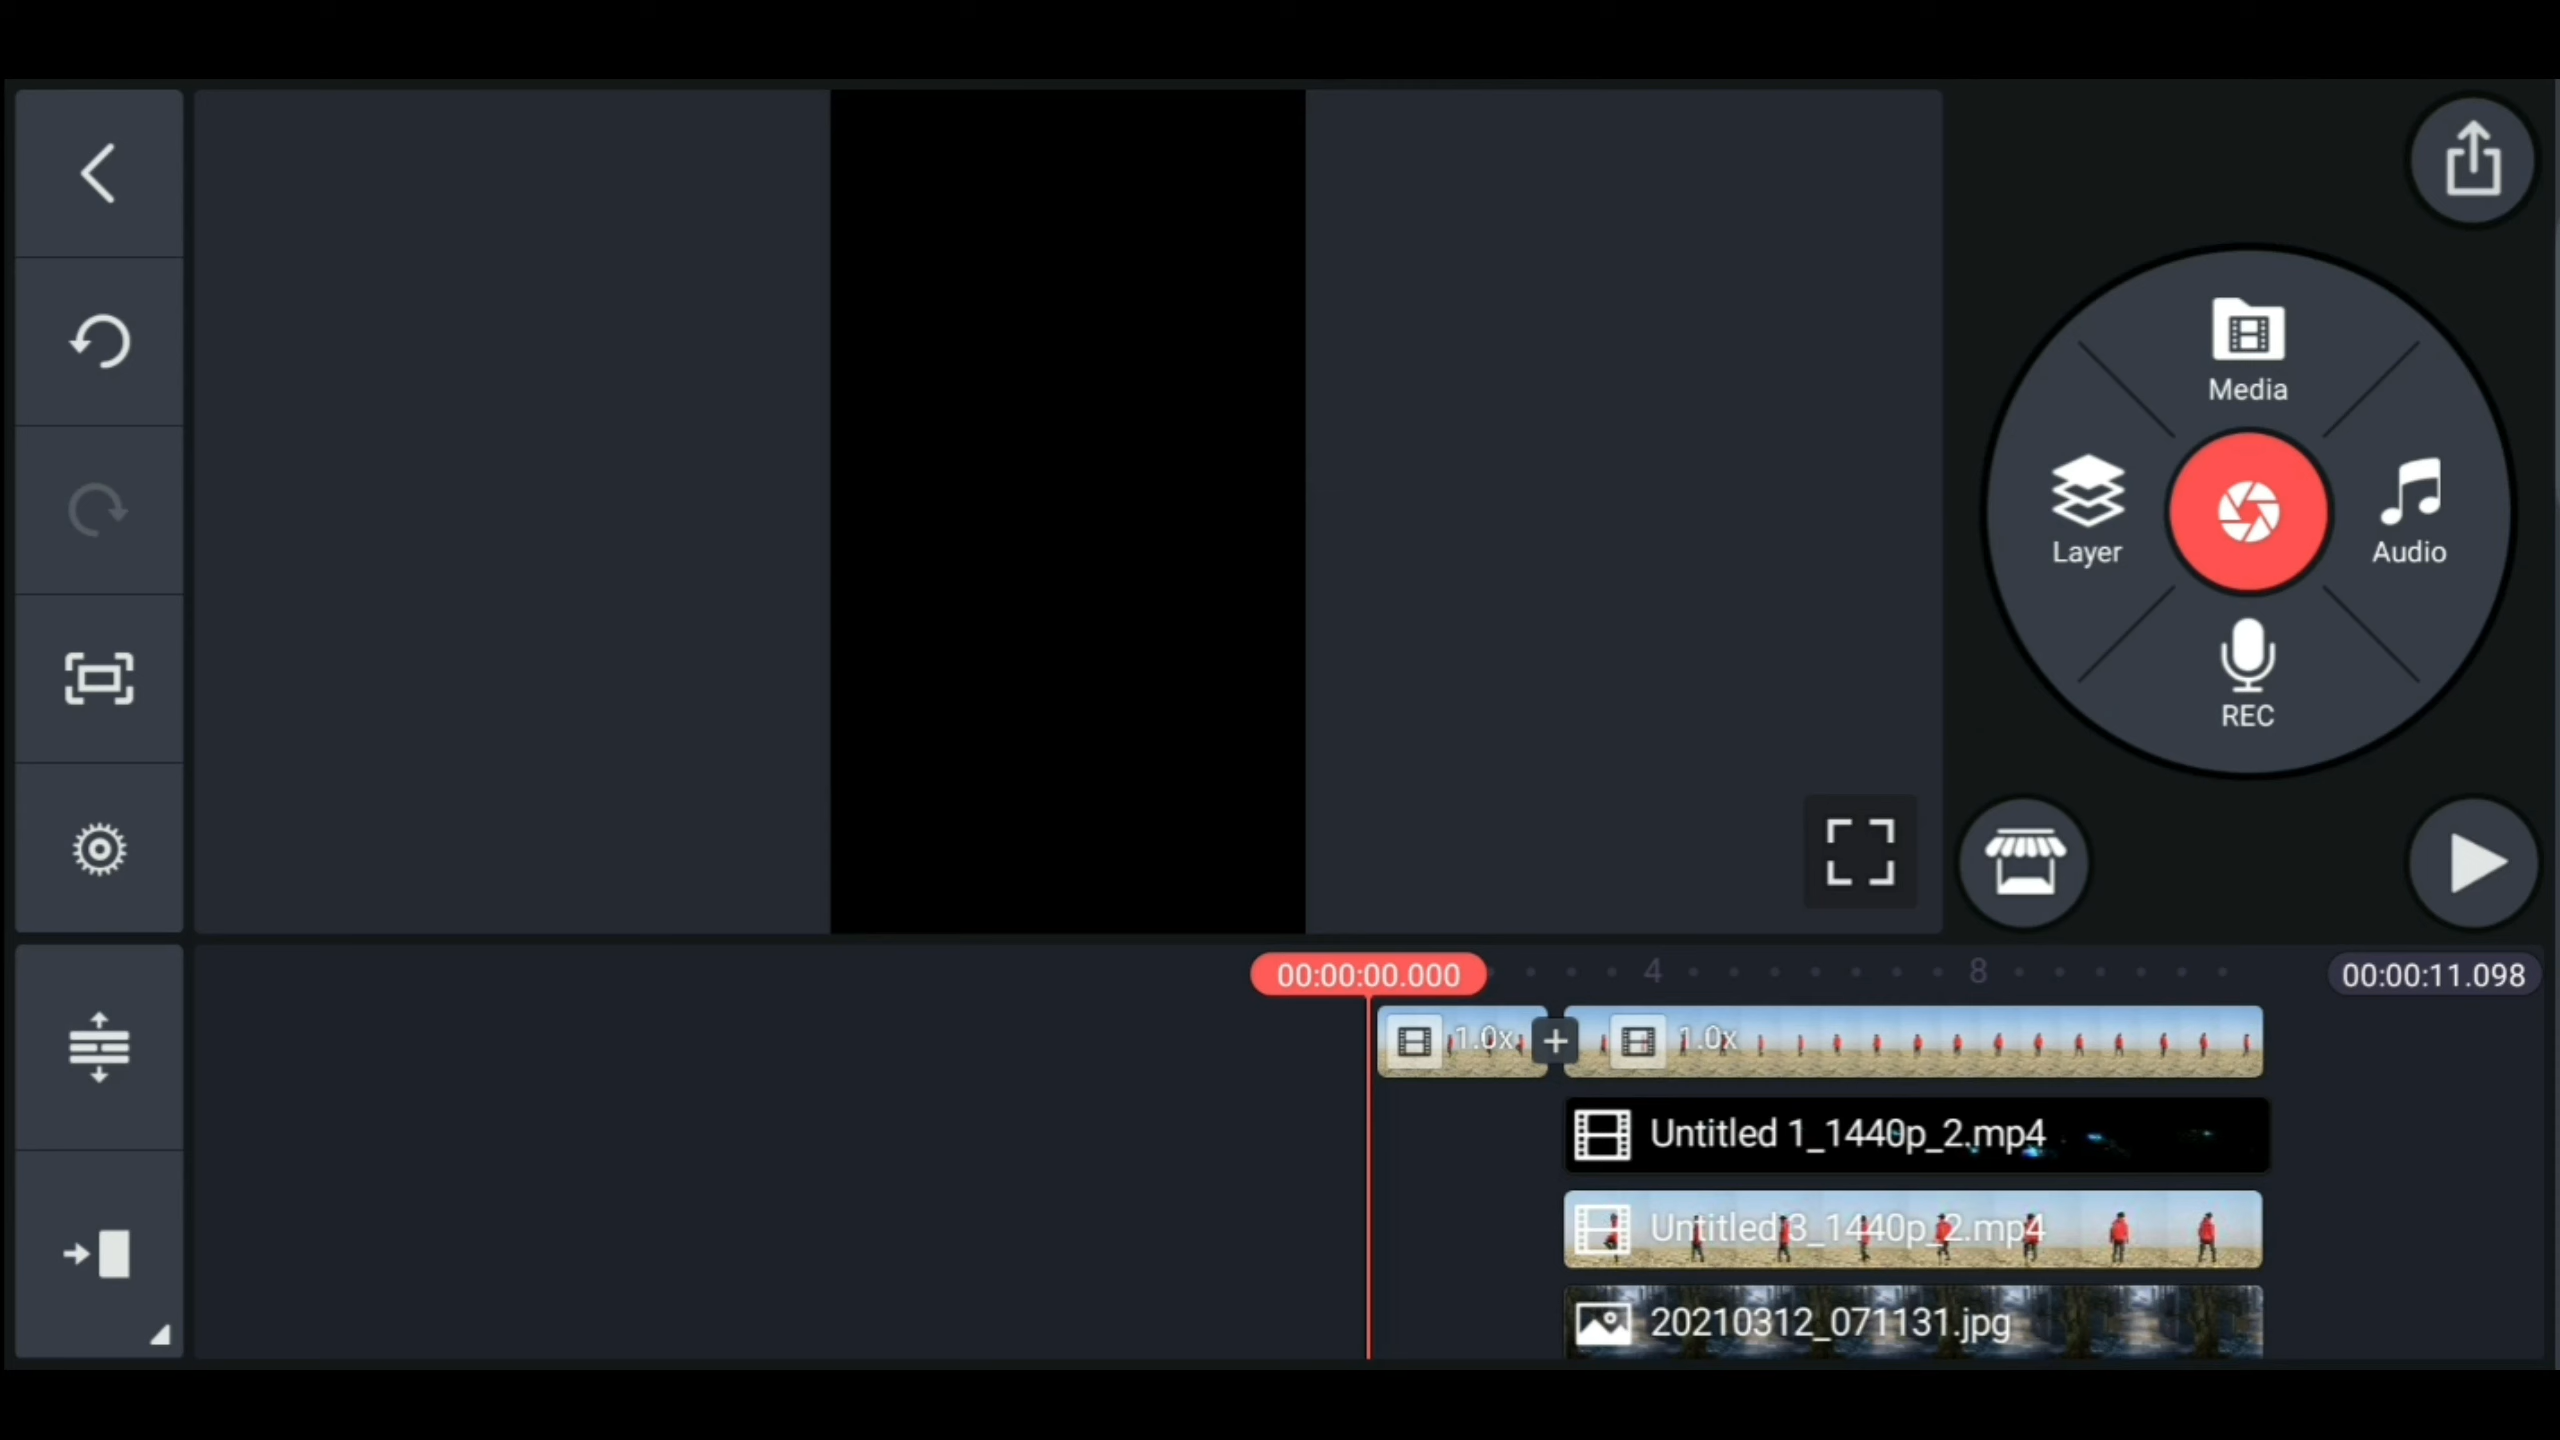 Media
Layer
Audio
REC
00:00:00.000
4
8
00:00:11.098
1.0x
1.0x
Untitled 1_1440p_2.mp4
Untitled 3_1440p_2.mp4
20210312_071131.jpg